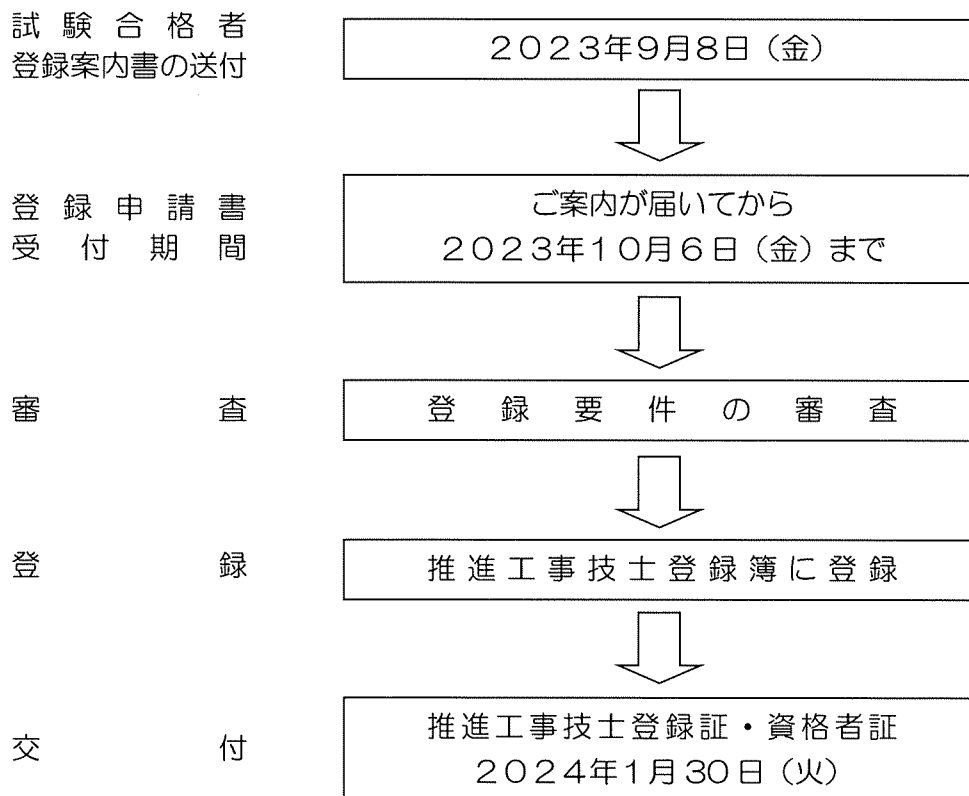 試験合格者
登録案内書の送付
２０２３年９月８日（金）
登録申請書
受付期間
ご案内が届いてから
２０２３年１０月６日（金）まで
審査
登録要件の審査
登録
推進工事技士登録簿に登録
交付
推進工事技士登録証・資格者証
２０２４年１月３０日（火）